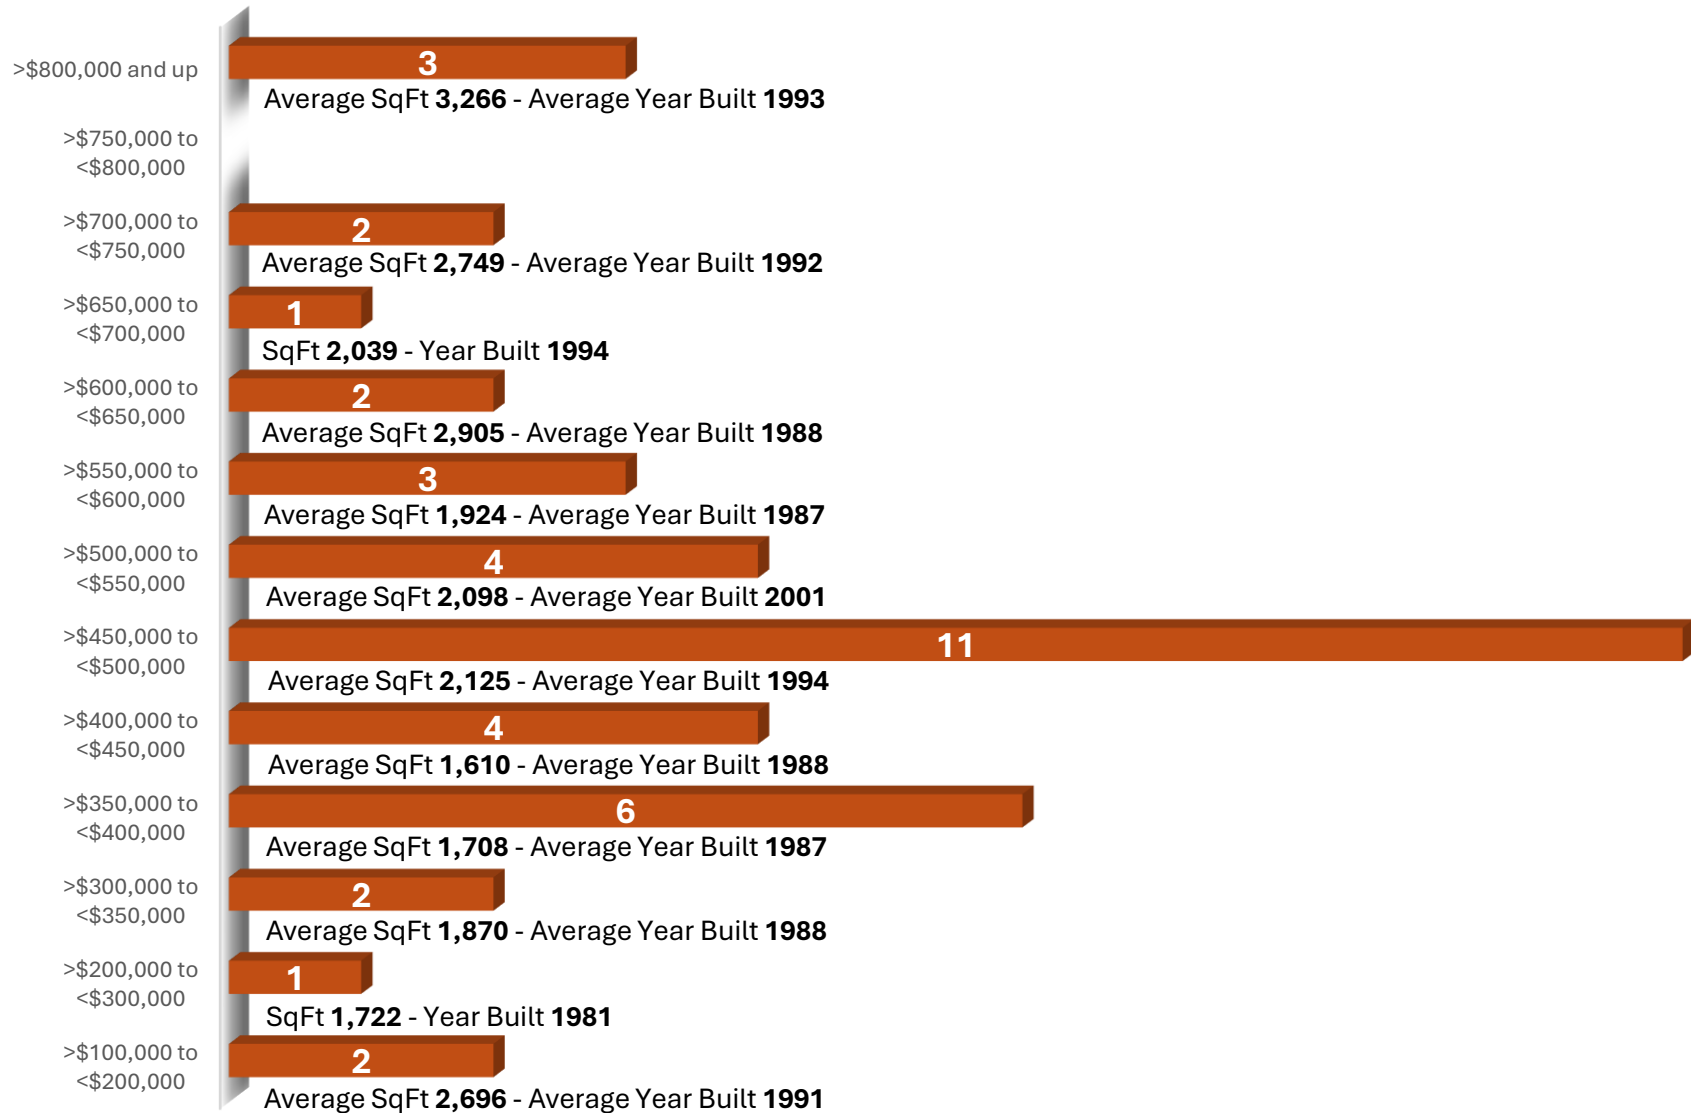 >$800,000 and up
3
Average SqFt 3,266 - Average Year Built 1993
>$750,000 to
<$800,000
>$700,000 to
<$750,000
2
Average SqFt 2,749 - Average Year Built 1992
>$650,000 to
<$700,000
1
SqFt 2,039 - Year Built 1994
>$600,000 to
<$650,000
2
Average SqFt 2,905 - Average Year Built 1988
>$550,000 to
<$600,000
3
Average SqFt 1,924 - Average Year Built 1987
>$500,000 to
<$550,000
4
Average SqFt 2,098 - Average Year Built 2001
>$450,000 to
<$500,000
11
Average SqFt 2,125 - Average Year Built 1994
>$400,000 to
<$450,000
4
Average SqFt 1,610 - Average Year Built 1988
>$350,000 to
<$400,000
6
Average SqFt 1,708 - Average Year Built 1987
>$300,000 to
<$350,000
2
Average SqFt 1,870 - Average Year Built 1988
>$200,000 to
<$300,000
1
SqFt 1,722 - Year Built 1981
>$100,000 to
<$200,000
2
Average SqFt 2,696 - Average Year Built 1991